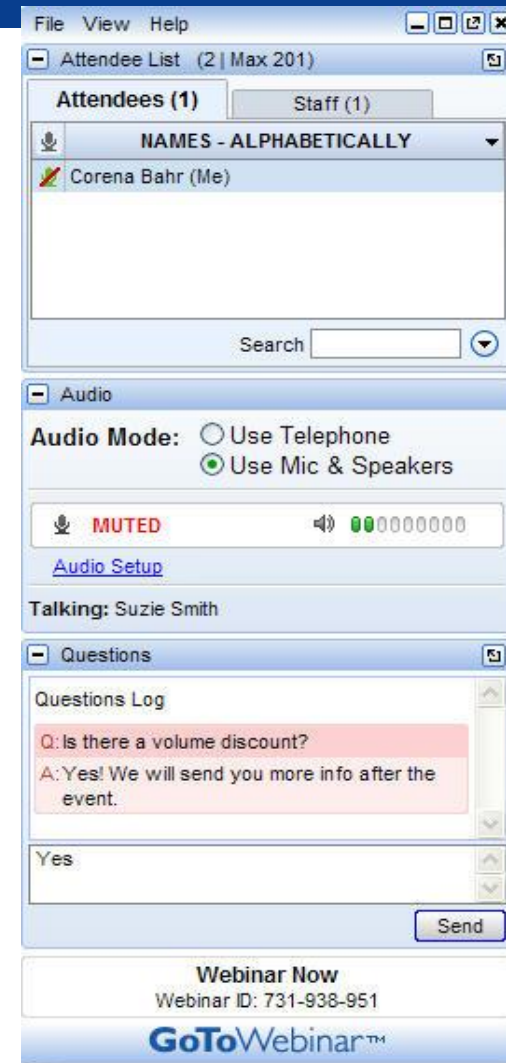 File View Help
Attendee List (2 | Max 201)
Attendees (1) Staff (1)
NAMES - ALPHABETICALLY
Corena Bahr (Me)
Search
Audio
Audio Mode: Use Telephone
Use Mic & Speakers
MUTED
Audio Setup
Talking: Suzie Smith
Questions
Questions Log
Q: Is there a volume discount?
A: Yes! We will send you more info after the
event.
Yes
Send
Webinar Now
Webinar ID: 731-938-951
GoToWebinar™